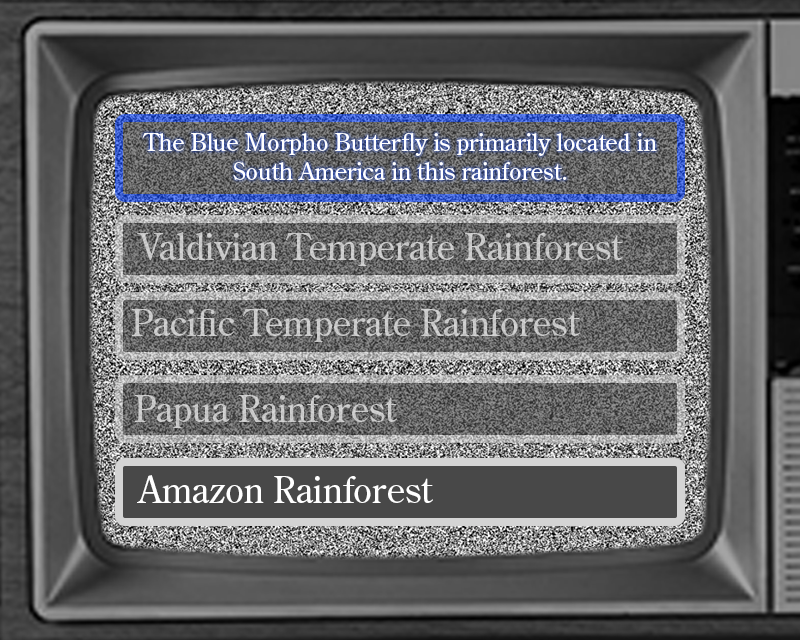 The Blue Morpho Butterfly is primarily located in
South America in this rainforest.
Valdivian Temperate Rainforest
Pacific Temperate Rainforest
Papua Rainforest
Amazon Rainforest